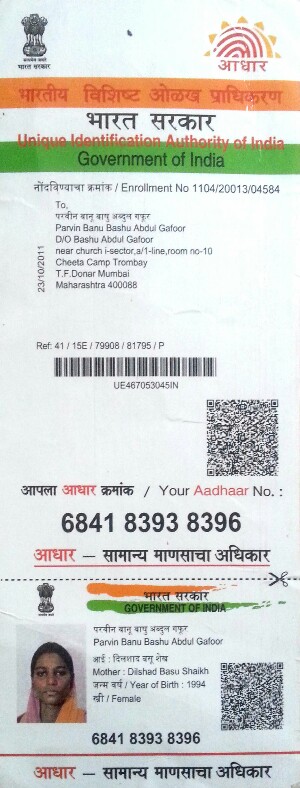 भारत सरकार
आधार
भारतीय विशिष्ट ओळख प्राधिकरण
भारत सरकार
Unique Identification Authority of India
Government of India
नोंदविण्याचा क्रमांक / Enrollment No 1104/20013/04584
To,
परवीन बानू बाषु अब्दुल गफूर
Parvin Banu Bashu Abdul Gafoor
D/O Bashu Abdul Gafoor
near church i-sector,a/1-line,room no-10
Cheeta Camp Trombay
T.F.Donar Mumbai
Maharashtra 400088
23/10/2011
Ref: 41 / 15E / 79908 / 81795 / P
UE467053045IN
आपला आधार क्रमांक / Your Aadhaar No. :
6841 8393 8396
आधार – सामान्य माणसाचा अधिकार
भारत सरकार
GOVERNMENT OF INDIA
परवीन बानू बाषु अब्दुल गफूर
Parvin Banu Bashu Abdul Gafoor
आई : दिलशाद बसू शेख
Mother : Dilshad Basu Shaikh
जन्म वर्ष / Year of Birth : 1994
स्त्री / Female
6841 8393 8396
आधार – सामान्य माणसाचा अधिकार